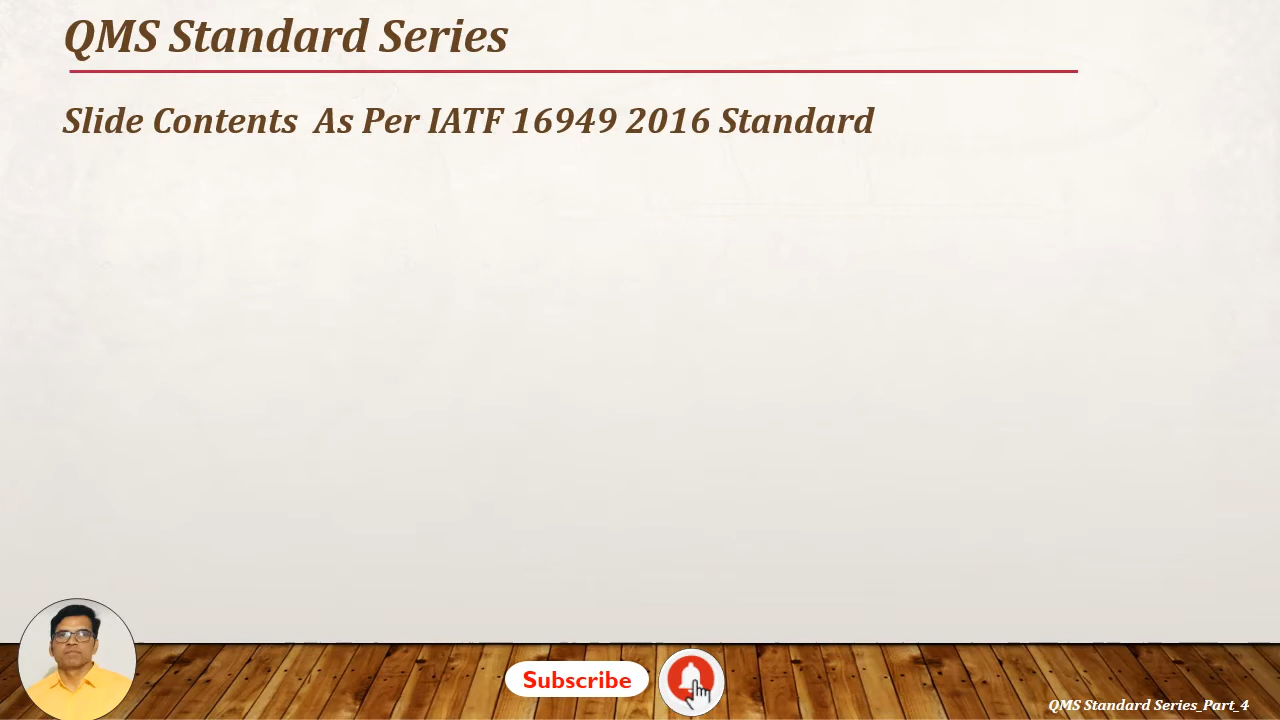 QMS Standard Series
Slide Contents As Per IATF 16949 2016 Standard
Subscribe
QMS Standard Series_Part_4